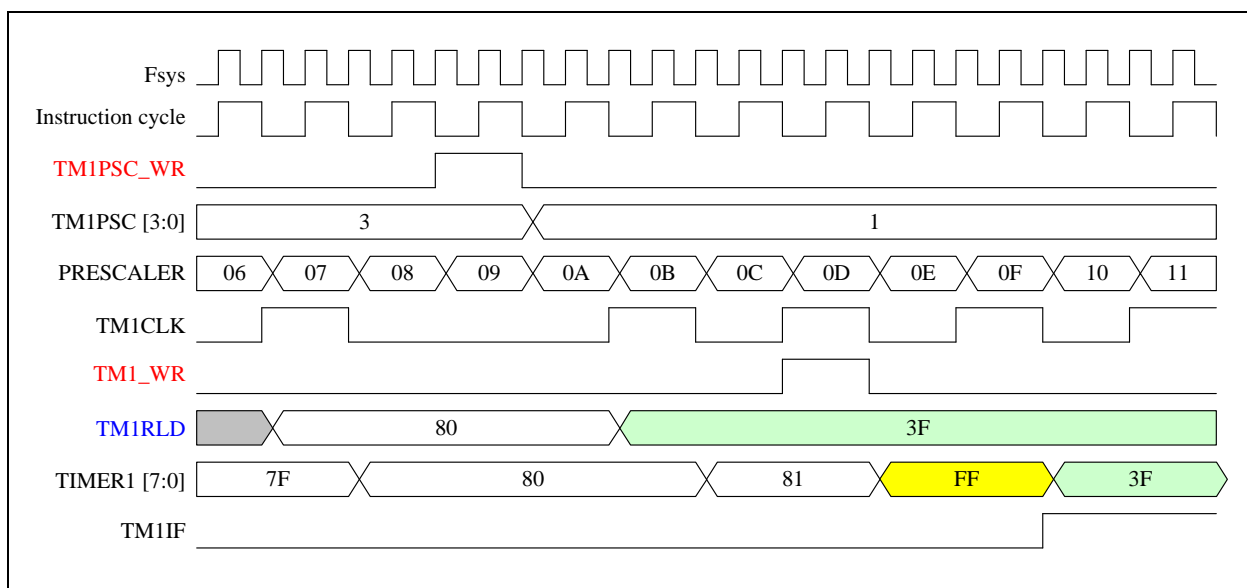 Fsys
Instruction cycle
TM1PSC_WR
TM1PSC [3:0] 3 1
PRESCALER 06 07 08 09 0A 0B 0C 0D 0E 0F 10 11
TM1CLK
TM1_WR
TM1RLD 80 3F
TIMER1 [7:0] 7F 80 81 FF 3F
TM1IF